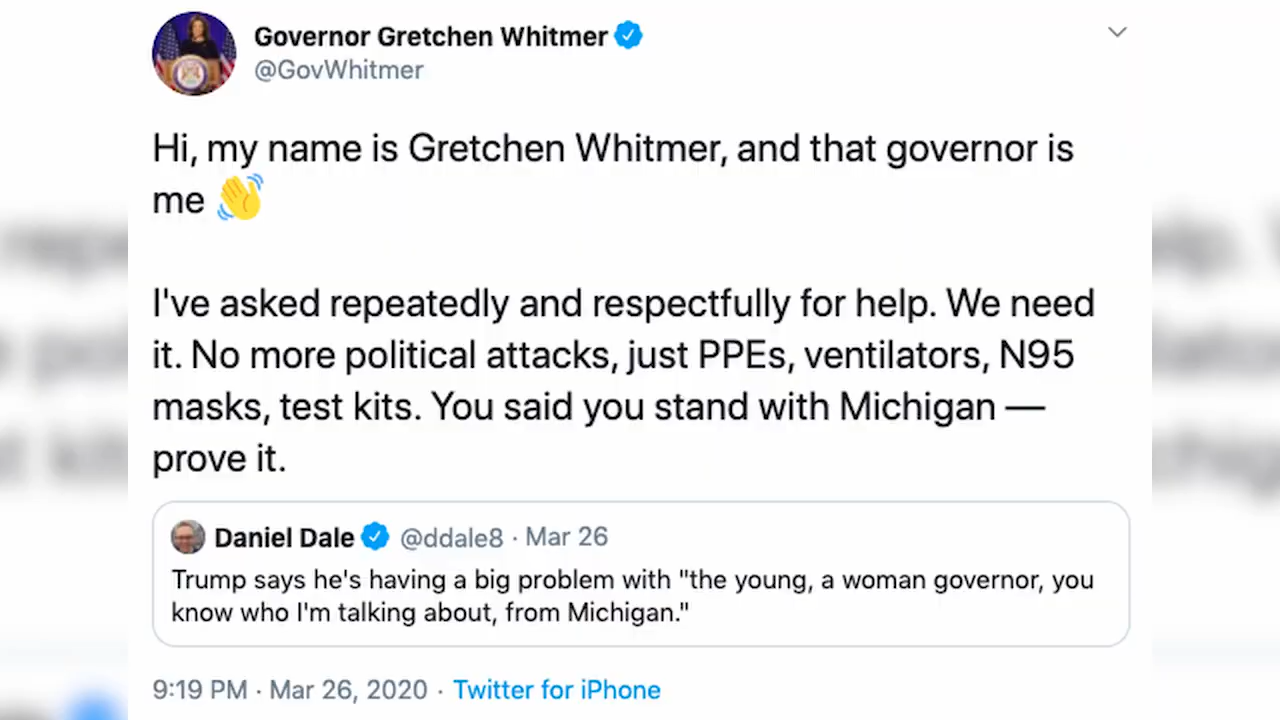 Governor Gretchen Whitmer
@GovWhitmer
Hi, my name is Gretchen Whitmer, and that governor is
me 👋
I've asked repeatedly and respectfully for help. We need
it. No more political attacks, just PPEs, ventilators, N95
masks, test kits. You said you stand with Michigan —
prove it.
Daniel Dale @ddale8 · Mar 26
Trump says he's having a big problem with "the young, a woman governor, you
know who I'm talking about, from Michigan."
9:19 PM · Mar 26, 2020 · Twitter for iPhone